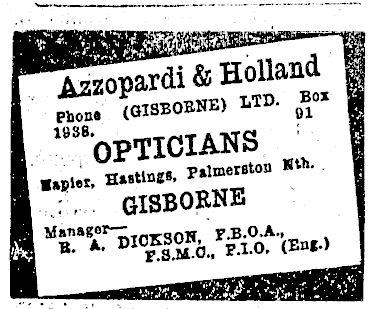 Azzopardi & Holland
Phone (GISBORNE) LTD. Box
1938. 91
OPTICIANS
Napier, Hastings, Palmerston Nth.
GISBORNE
Manager—
R. A. DICKSON, F.B.O.A.,
F.S.M.C., F.I.O. (Eng.)